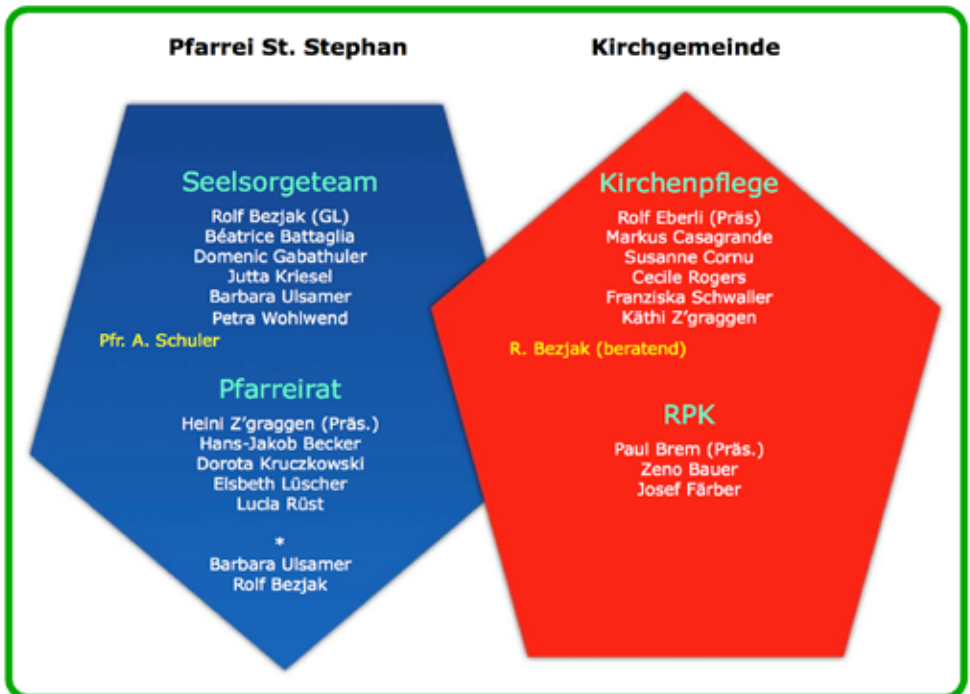 Pfarrei St. Stephan
Seelsorgeteam
Rolf Bezjak (GL)
Béatrice Battaglia
Domenic Gabathuler
Jutta Kriesel
Barbara Ulsamer
Petra Wohlwend
Pfr. A. Schuler
Pfarreirat
Heini Z'graggen (Präs.)
Hans-Jakob Becker
Dorota Kruczkowski
Elsbeth Lüscher
Lucia Rüst
*
Barbara Ulsamer
Rolf Bezjak
Kirchgemeinde
Kirchenpflege
Rolf Eberli (Präs)
Markus Casagrande
Susanne Cornu
Cecile Rogers
Franziska Schwaller
Käthi Z'graggen
R. Bezjak (beratend)
RPK
Paul Brem (Präs.)
Zeno Bauer
Josef Färber